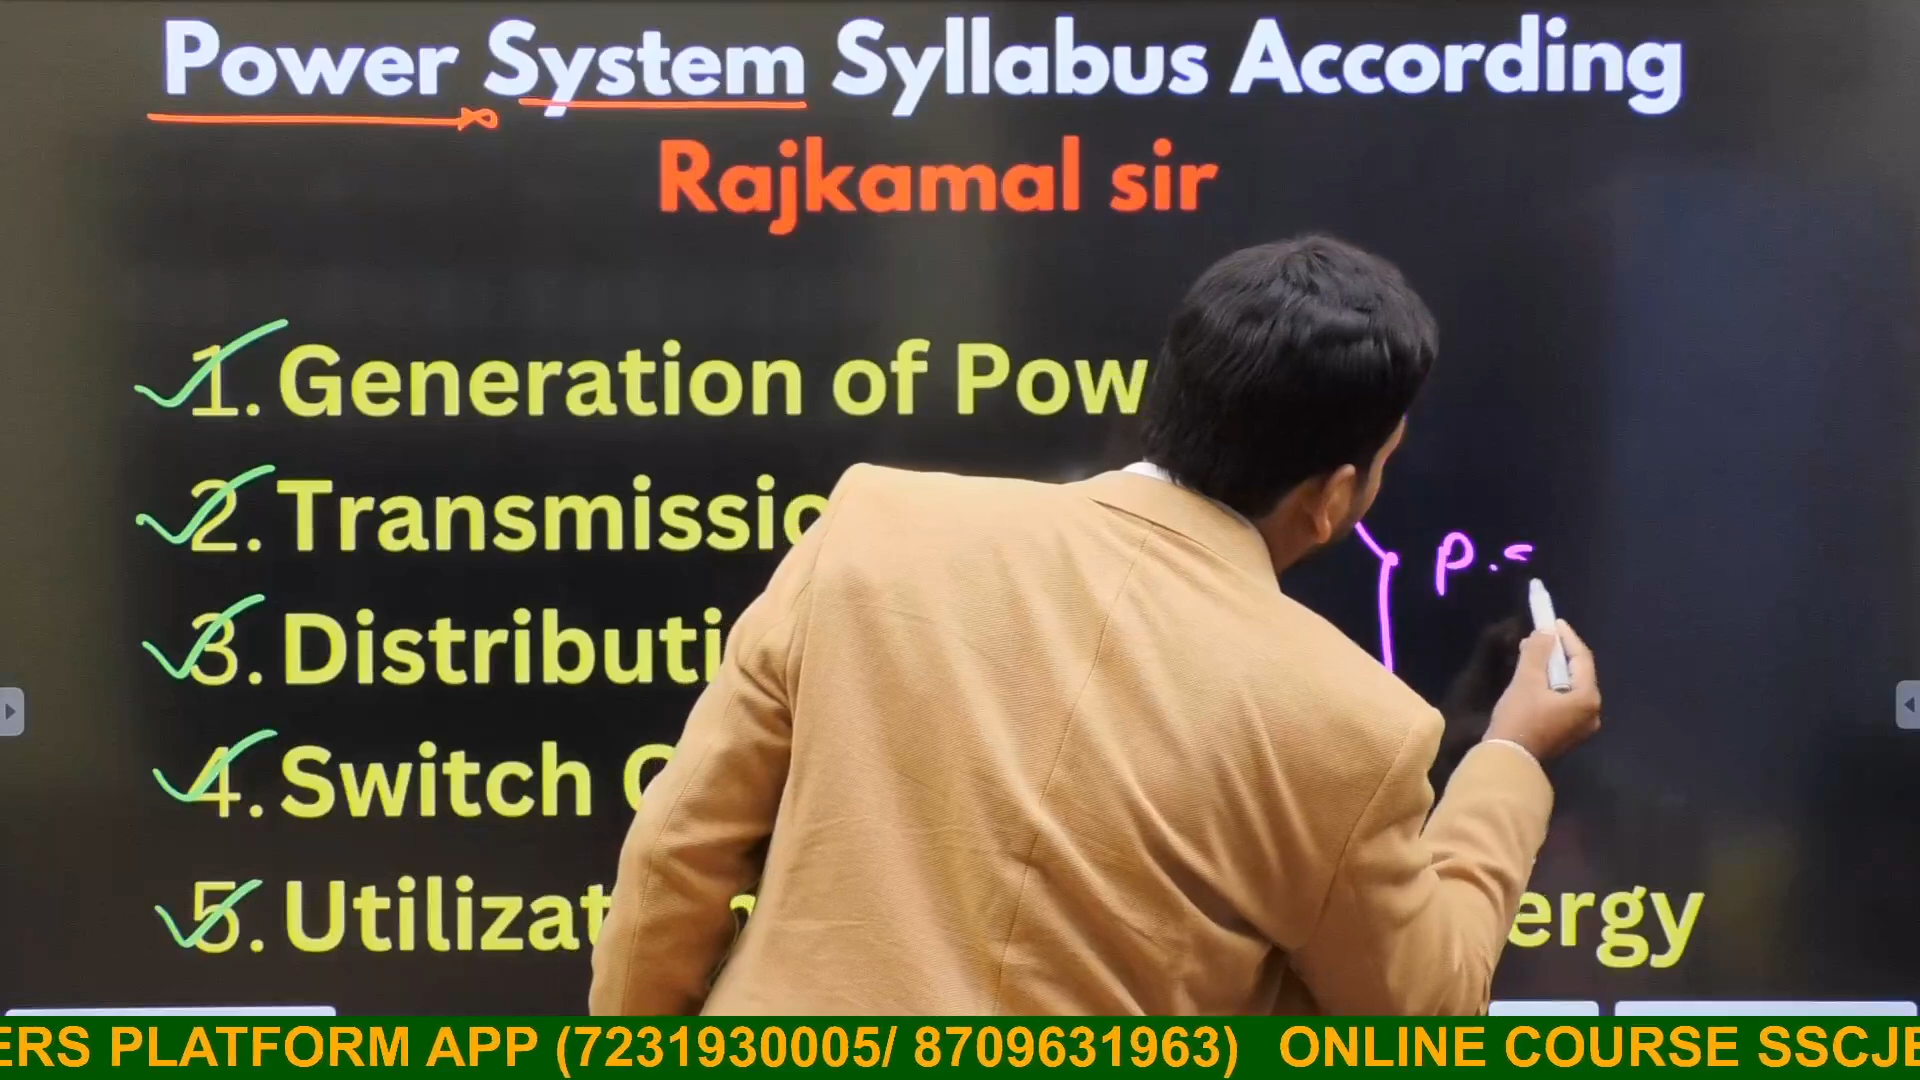 Power System Syllabus According
Rajkamal sir
1. Generation of Pow
2. Transmissio
3. Distributi
4. Switch
5. Utilizat ergy
P.
ERS PLATFORM APP (7231930005/ 8709631963) ONLINE COURSE SSCJE